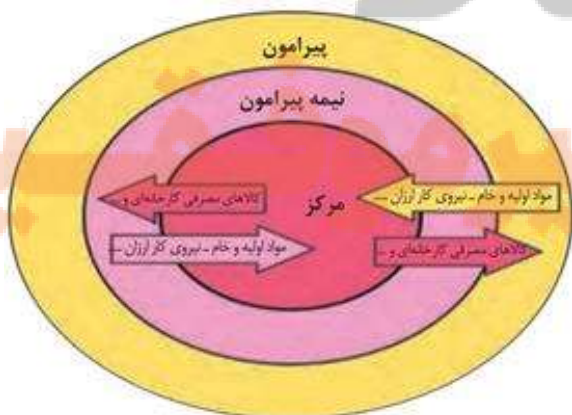 پیرامون
نیمه پیرامون
مرکز
مواد اولیه و خام ـ نیروی کار ارزان ...
کالاهای مصرفی کارخانه‌ای و
مواد اولیه و خام ـ نیروی کار ارزان ...
کالاهای مصرفی کارخانه‌ای و ...